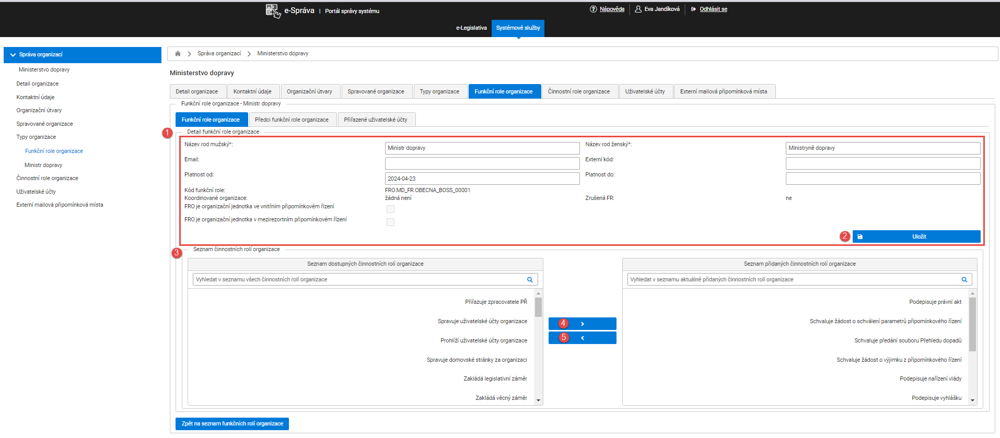 e-Správa | Portál správy systému
Nápověda
Eva Jandíková
Odhlásit se
e-Legislativa
Systémové služby
Správa organizací
Ministerstvo dopravy
Detail organizace
Kontaktní údaje
Organizační útvary
Spravované organizace
Typy organizace
Funkční role organizace
Ministr dopravy
Činnostní role organizace
Uživatelské účty
Externí mailová připomínková místa
Správa organizací
Ministerstvo dopravy
Ministerstvo dopravy
Detail organizace
Kontaktní údaje
Organizační útvary
Spravované organizace
Typy organizace
Funkční role organizace
Činnostní role organizace
Uživatelské účty
Externí mailová připomínková místa
Funkční role organizace - Ministr dopravy
Funkční role organizace
Předci funkční role organizace
Přiřazené uživatelské účty
1
Detail funkční role organizace
Název rod mužský*:
Ministr dopravy
Název rod ženský*:
Ministryně dopravy
Email:
Externí kód:
Platnost od:
2024-04-23
Platnost do:
Kód funkční role:
FRO.MD_FR.OBECNA_BOSS_00001
Koordinované organizace:
žádná není
Zrušená FR:
ne
FRO je organizační jednotka ve vnitřním připomínkovém řízení
FRO je organizační jednotka v mezirezortním připomínkovém řízení
2
Uložit
3
Seznam činnostních rolí organizace
Seznam dostupných činnostních rolí organizace
Vyhledat v seznamu všech činnostních rolí organizace
Přiřazuje zpracovatele PŘ
Spravuje uživatelské účty organizace
Prohlíží uživatelské účty organizace
Spravuje domovské stránky za organizaci
Zakládá legislativní záměr
Zakládá věcný záměr
4
5
Seznam přidaných činnostních rolí organizace
Vyhledat v seznamu aktuálně přidaných činnostních rolí organizace
Podepisuje právní akt
Schvaluje žádost o schválení parametrů připomínkového řízení
Schvaluje předání souboru Přehledu dopadů
Schvaluje žádost o výjimku z připomínkového řízení
Podepisuje nařízení vlády
Podepisuje vyhlášku
Zpět na seznam funkčních rolí organizace